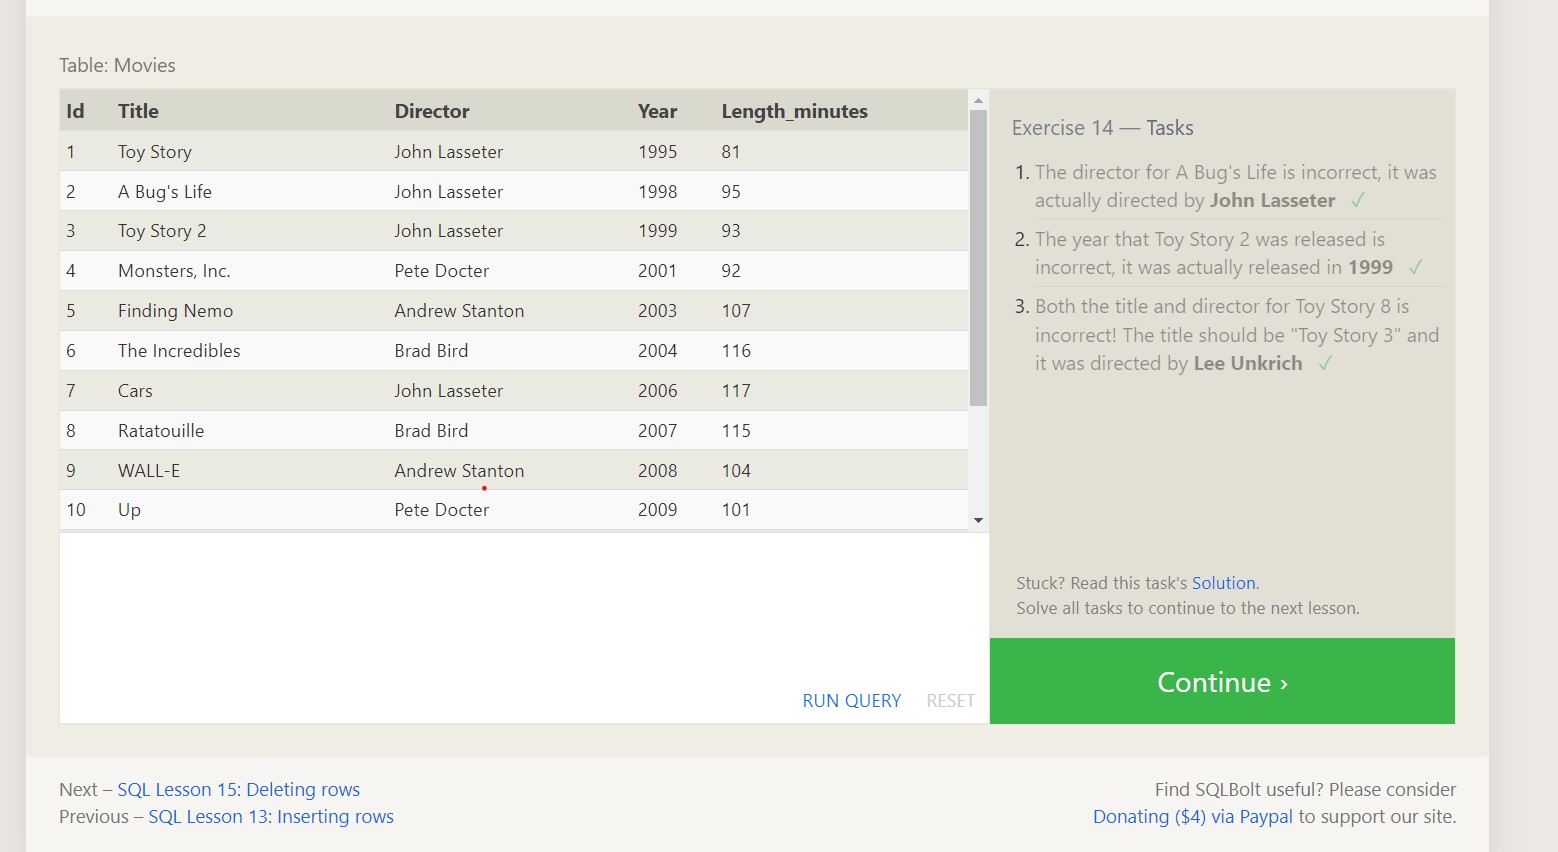 Table: Movies
Id Title Director Year Length_minutes
1 Toy Story John Lasseter 1995 81
2 A Bug's Life John Lasseter 1998 95
3 Toy Story 2 John Lasseter 1999 93
4 Monsters, Inc. Pete Docter 2001 92
5 Finding Nemo Andrew Stanton 2003 107
6 The Incredibles Brad Bird 2004 116
7 Cars John Lasseter 2006 117
8 Ratatouille Brad Bird 2007 115
9 WALL-E Andrew Stanton 2008 104
10 Up Pete Docter 2009 101
RUN QUERY RESET
Exercise 14 — Tasks
1. The director for A Bug's Life is incorrect, it was
actually directed by John Lasseter ✓
2. The year that Toy Story 2 was released is
incorrect, it was actually released in 1999 ✓
3. Both the title and director for Toy Story 8 is
incorrect! The title should be "Toy Story 3" and
it was directed by Lee Unkrich ✓
Stuck? Read this task's Solution.
Solve all tasks to continue to the next lesson.
Continue ›
Next – SQL Lesson 15: Deleting rows
Previous – SQL Lesson 13: Inserting rows
Find SQLBolt useful? Please consider
Donating ($4) via Paypal to support our site.